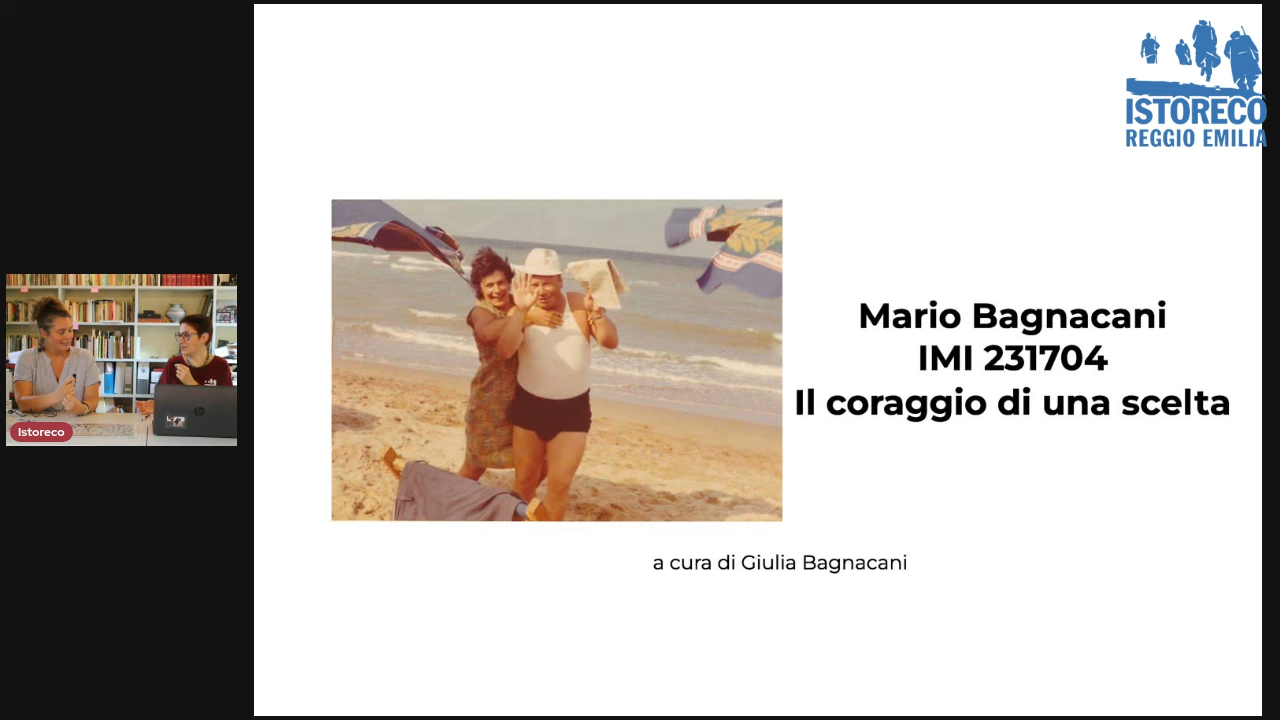 ISTORECO
REGGIO EMILIA
Mario Bagnacani
IMI 231704
Il coraggio di una scelta
a cura di Giulia Bagnacani
Istoreco